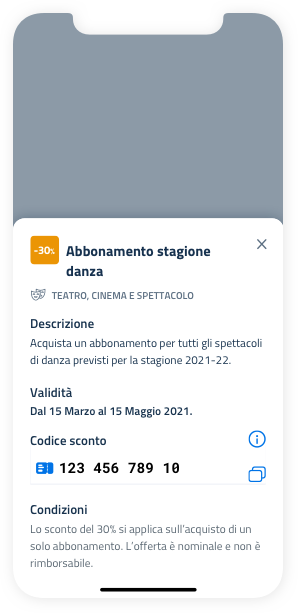 -30%
Abbonamento stagione
danza
TEATRO, CINEMA E SPETTACOLO
Descrizione
Acquista un abbonamento per tutti gli spettacoli
di danza previsti per la stagione 2021-22.
Validità
Dal 15 Marzo al 15 Maggio 2021.
Codice sconto
123 456 789 10
Condizioni
Lo sconto del 30% si applica sull'acquisto di un
solo abbonamento. L'offerta è nominale e non è
rimborsabile.